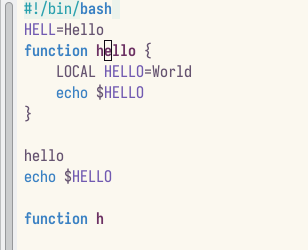 #!/bin/bash
HELL=Hello
function hello {
    LOCAL HELLO=World
    echo $HELLO
}
hello
echo $HELLO
function h